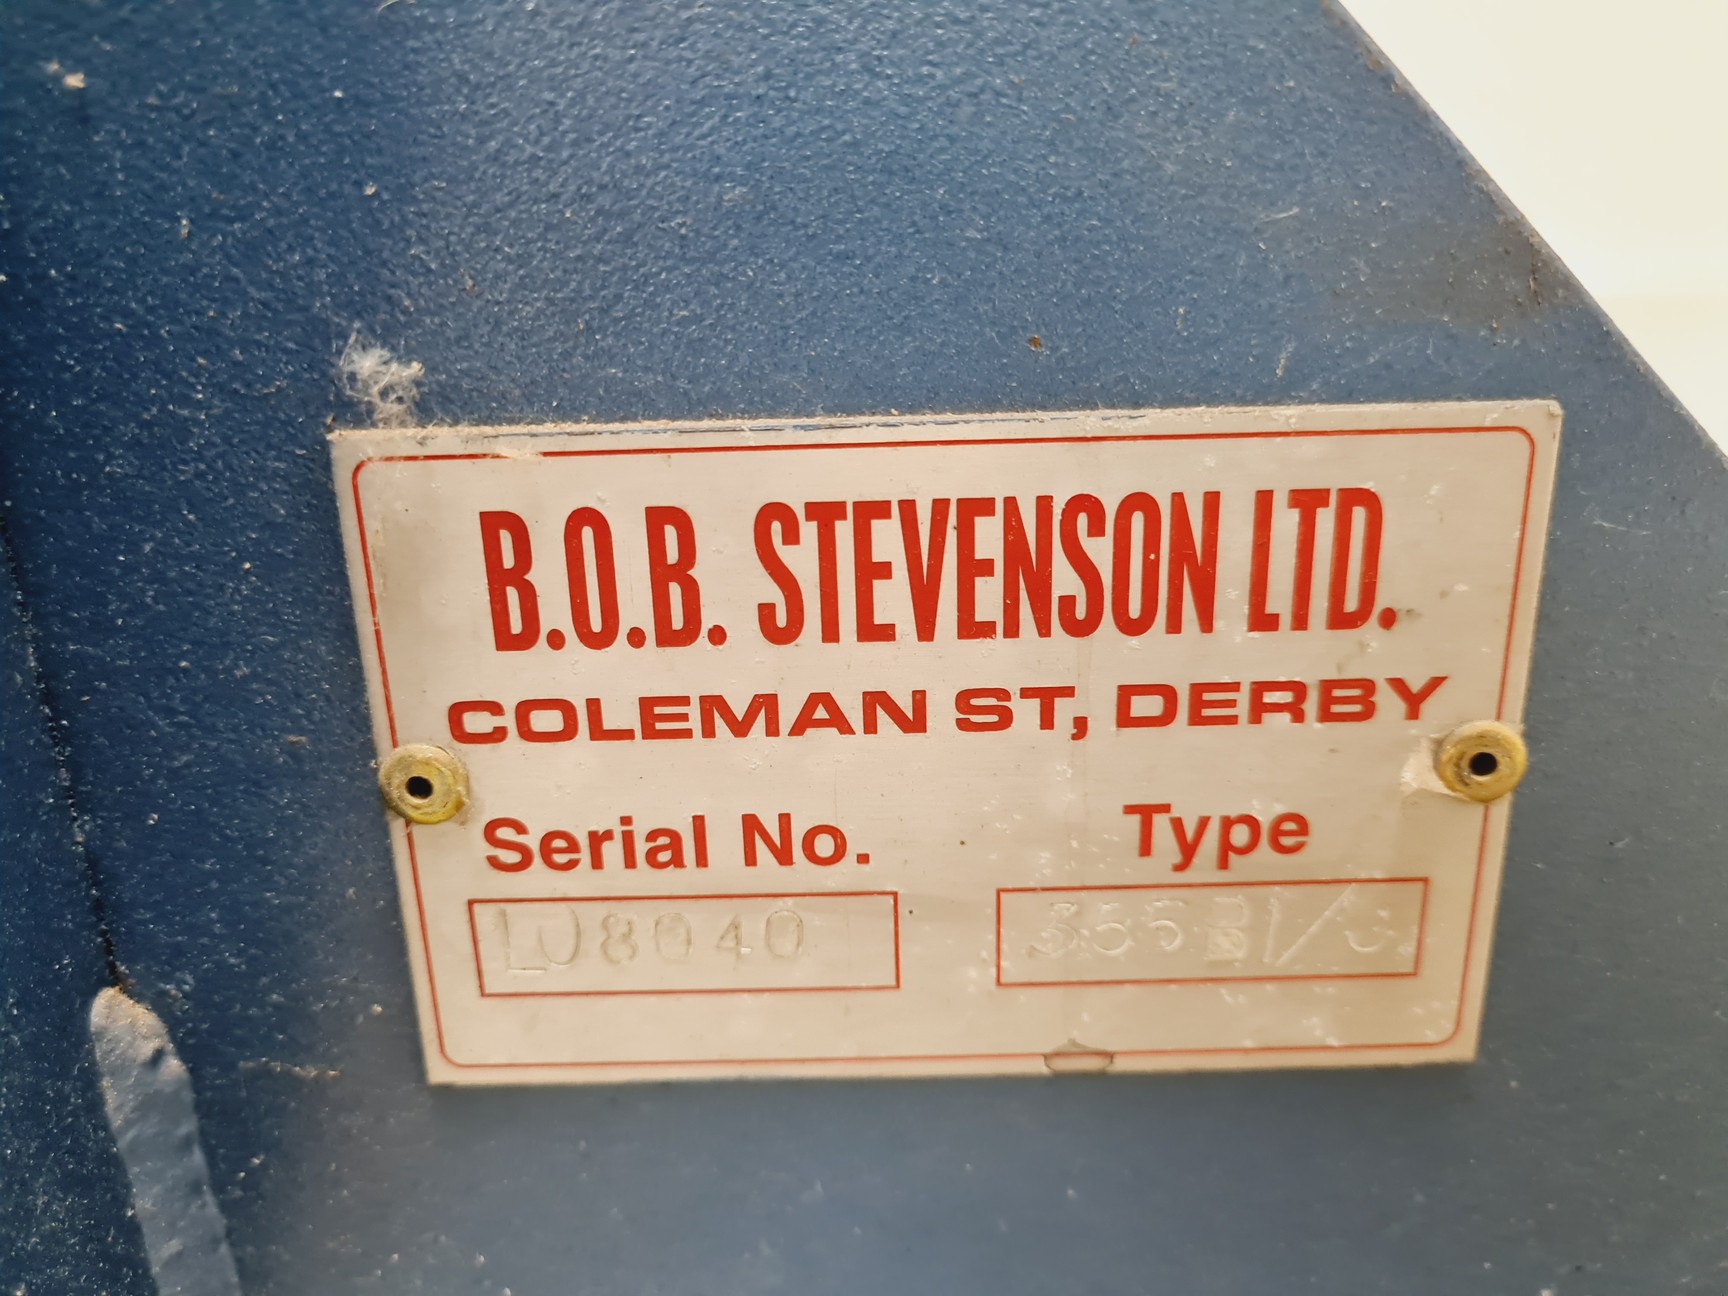 B.O.B. STEVENSON LTD.
COLEMAN ST, DERBY
Serial No. Type
LU8040